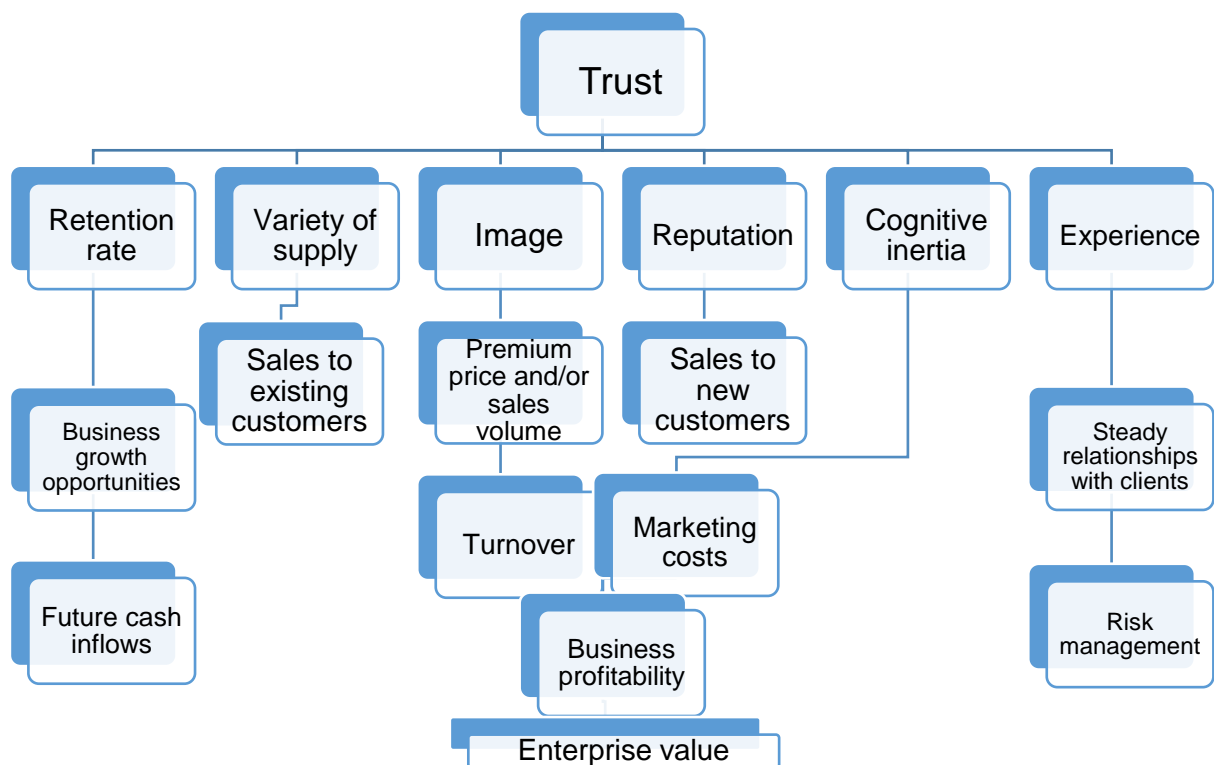 Trust
Retention
rate
Variety of
supply
Image
Reputation
Cognitive
inertia
Experience
Sales to
existing
customers
Premium
price and/or
sales
volume
Sales to
new
customers
Business
growth
opportunities
Steady
relationships
with clients
Turnover
Marketing
costs
Future cash
inflows
Risk
management
Business
profitability
Enterprise value